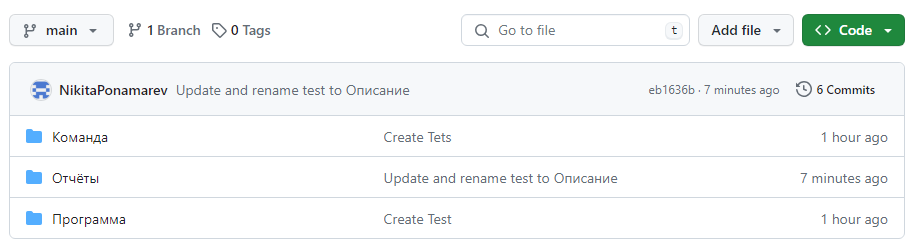 main 1 Branch 0 Tags Go to file t Add file Code
NikitaPonamarev Update and rename test to Описание eb1636b · 7 minutes ago 6 Commits
Команда Create Tets 1 hour ago
Отчёты Update and rename test to Описание 7 minutes ago
Программа Create Test 1 hour ago